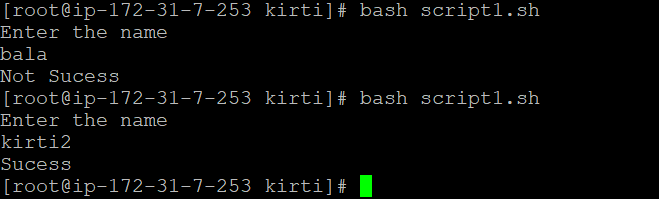 [root@ip-172-31-7-253 kirti]# bash script1.sh
Enter the name
bala
Not Sucess
[root@ip-172-31-7-253 kirti]# bash script1.sh
Enter the name
kirti2
Sucess
[root@ip-172-31-7-253 kirti]#